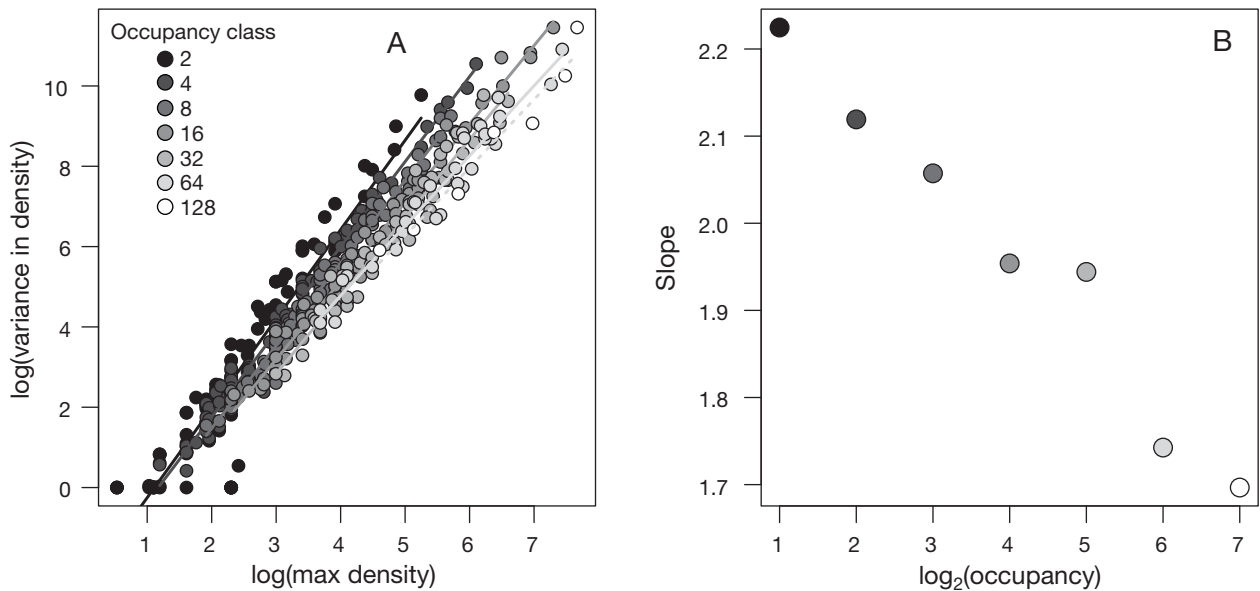 A
Occupancy class
2
4
8
16
32
64
128
log(variance in density)
10
8
6
4
2
0
1 2 3 4 5 6 7
log(max density)
B
Slope
2.2
2.1
2.0
1.9
1.8
1.7
1 2 3 4 5 6 7
log₂(occupancy)